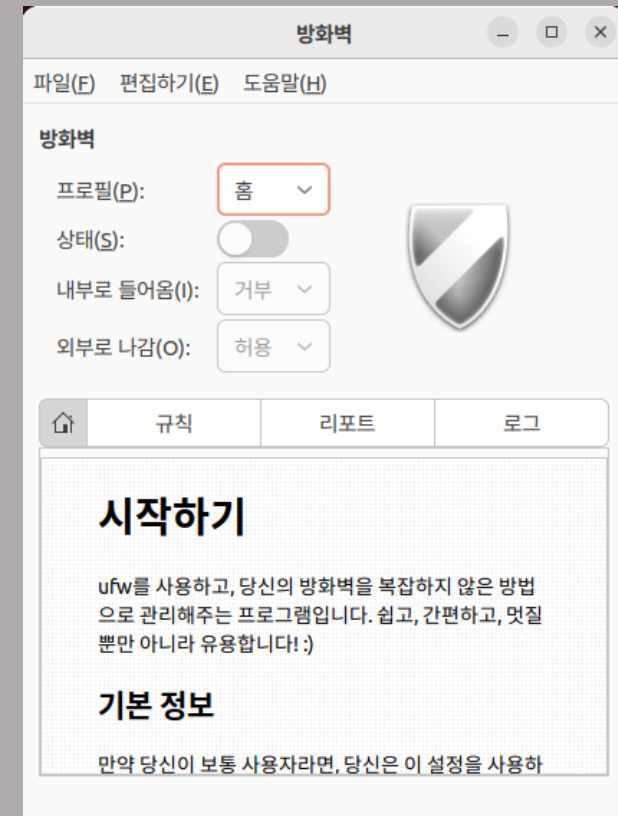 방화벽
파일(F) 편집하기(E) 도움말(H)
방화벽
프로필(P): 홈
상태(S):
내부로 들어옴(I): 거부
외부로 나감(O): 허용
규칙 리포트 로그
시작하기
ufw를 사용하고, 당신의 방화벽을 복잡하지 않은 방법
으로 관리해주는 프로그램입니다. 쉽고, 간편하고, 멋질
뿐만 아니라 유용합니다! :)
기본 정보
만약 당신이 보통 사용자라면, 당신은 이 설정을 사용하